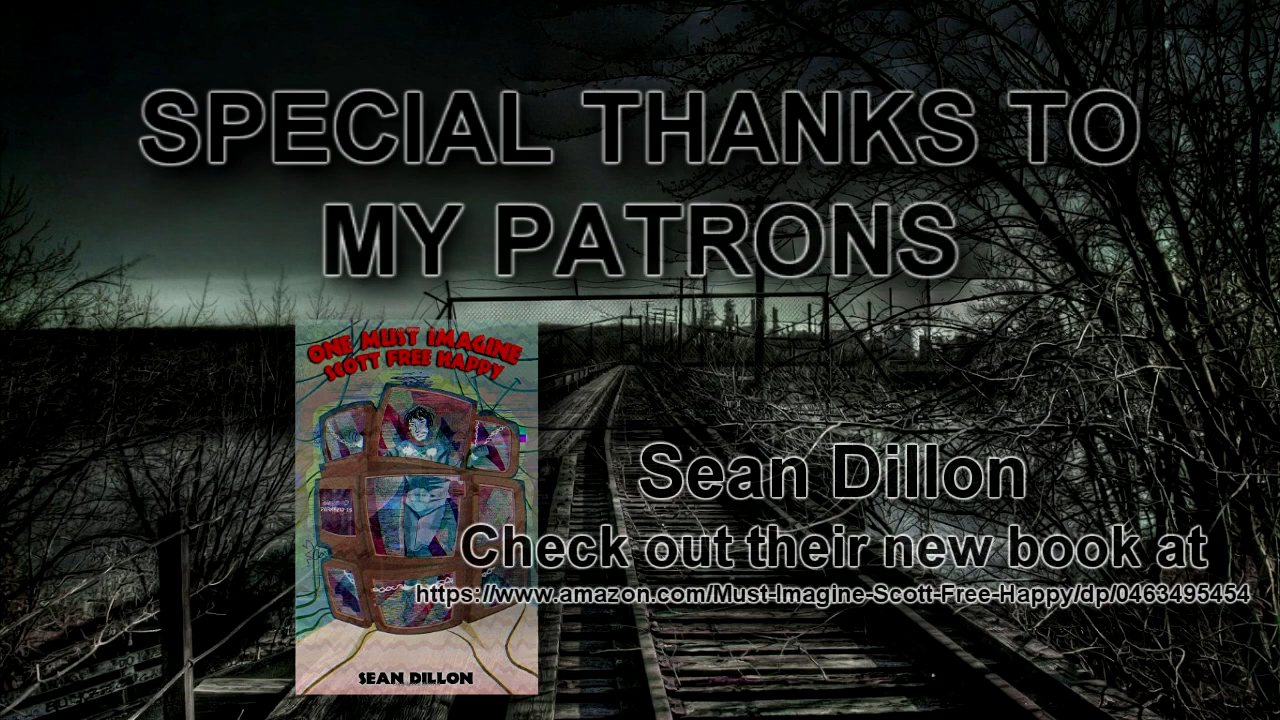 SPECIAL THANKS TO
MY PATRONS
ONE MUST IMAGINE
SCOTT FREE HAPPY
Sean Dillon
Check out their new book at
https://www.amazon.com/Must-Imagine-Scott-Free-Happy/dp/0463495454
SEAN DILLON